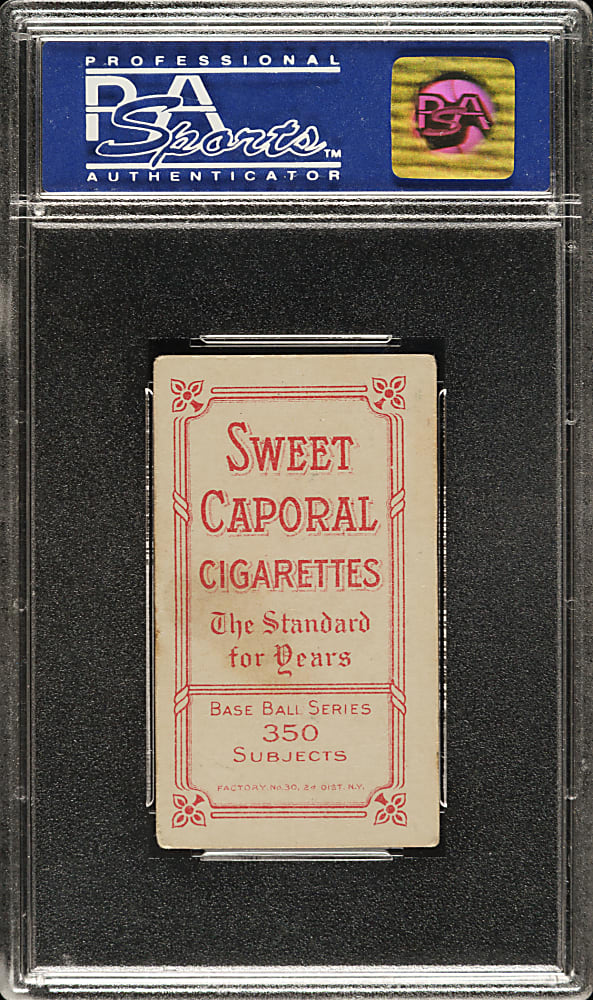 PROFESSIONAL
PSA
Sports™
AUTHENTICATOR
PSA
SWEET
CAPORAL
CIGARETTES
The Standard
for Years
BASE BALL SERIES
350
SUBJECTS
FACTORY No. 30, 2d DIST. N.Y.